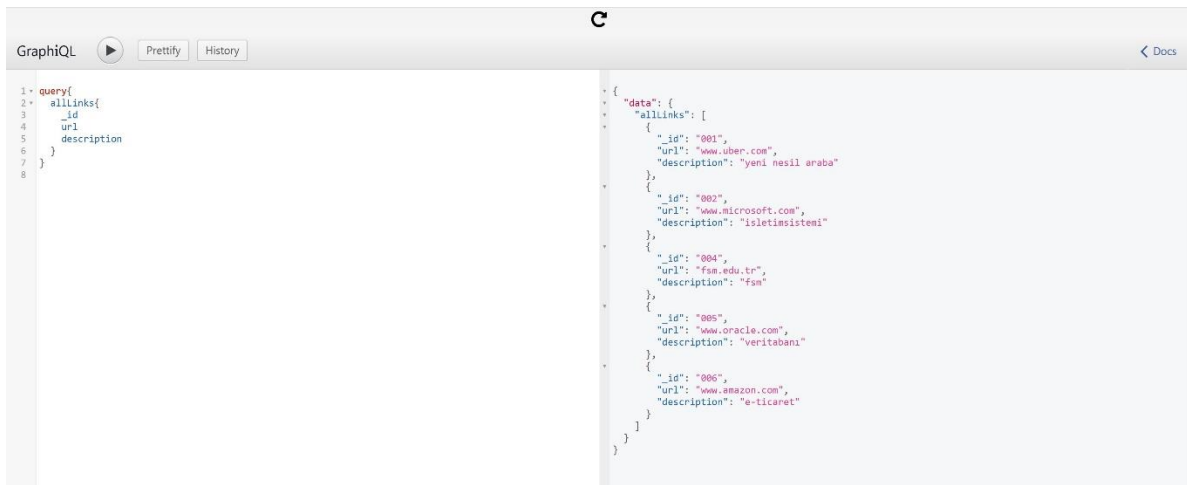 GraphiQL Prettify History Docs
1 query{
2 allLinks{
3 _id
4 url
5 description
6 }
7 }
8
{
"data": {
"allLinks": [
{
"_id": "001",
"url": "www.uber.com",
"description": "yeni nesil araba"
},
{
"_id": "002",
"url": "www.microsoft.com",
"description": "isletimsistemi"
},
{
"_id": "004",
"url": "fsm.edu.tr",
"description": "fsm"
},
{
"_id": "005",
"url": "www.oracle.com",
"description": "veritabanı"
},
{
"_id": "006",
"url": "www.amazon.com",
"description": "e-ticaret"
}
]
}
}